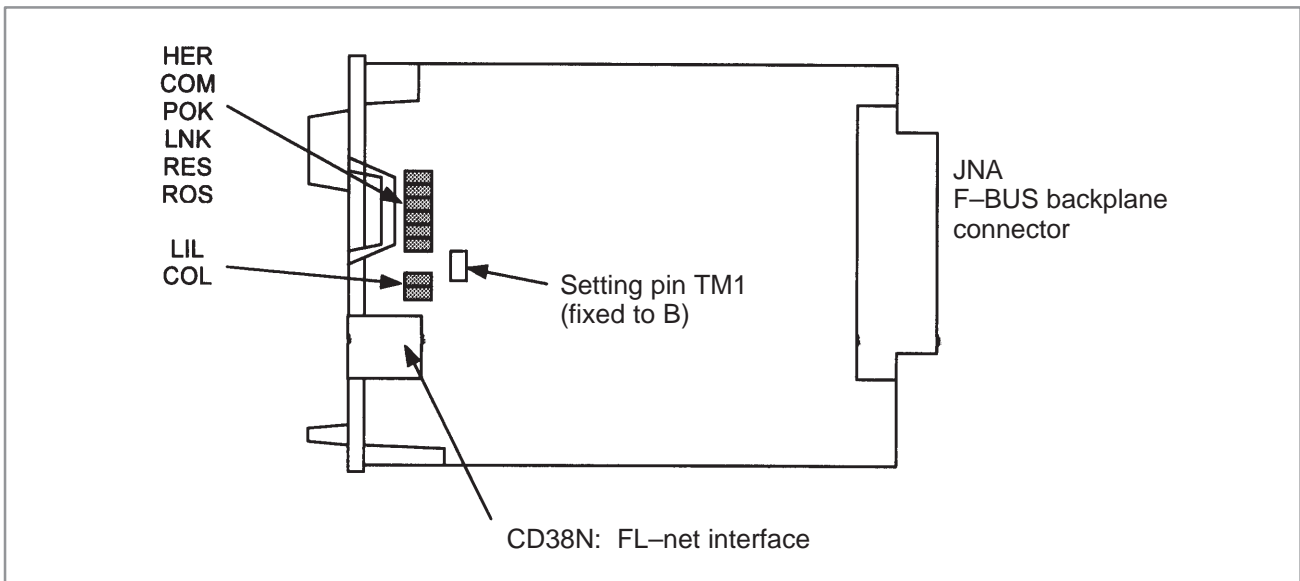 HER
COM
POK
LNK
RES
ROS
LIL
COL
JNA
F–BUS backplane
connector
Setting pin TM1
(fixed to B)
CD38N: FL–net interface